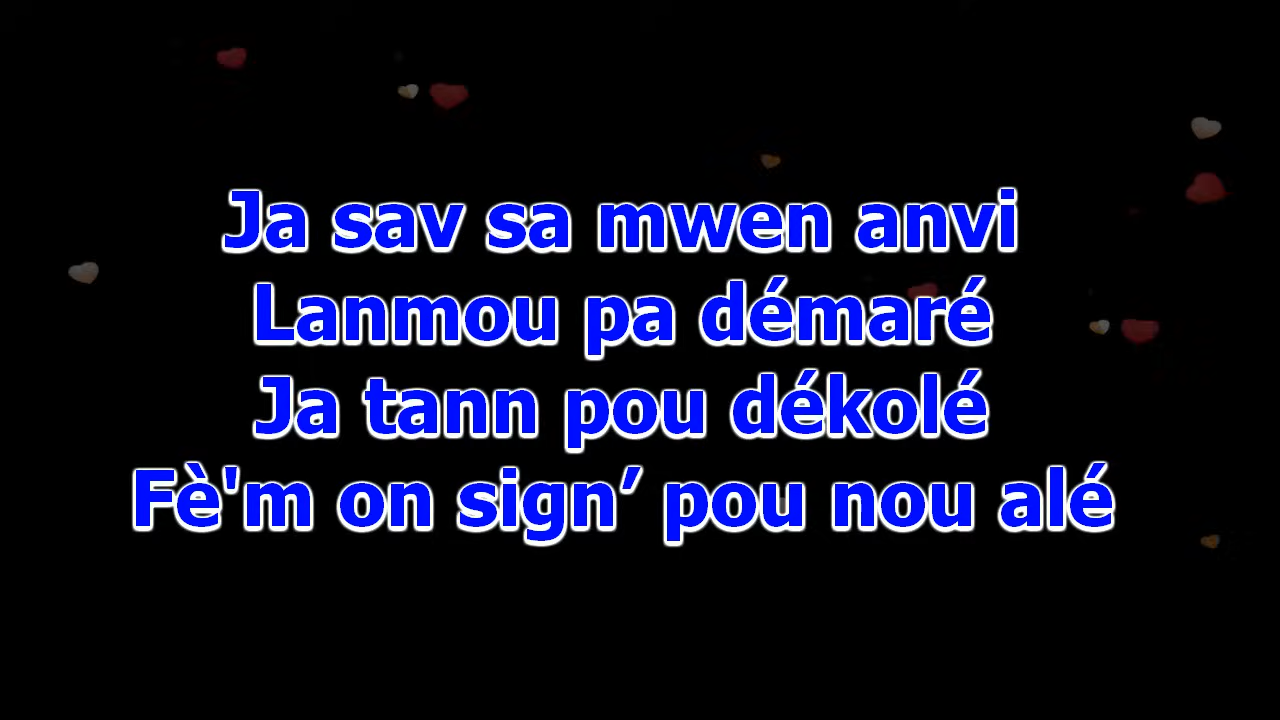 Ja sav sa mwen anvi
Lanmou pa démaré
Ja tann pou dékolé
Fè'm on sign’ pou nou alé